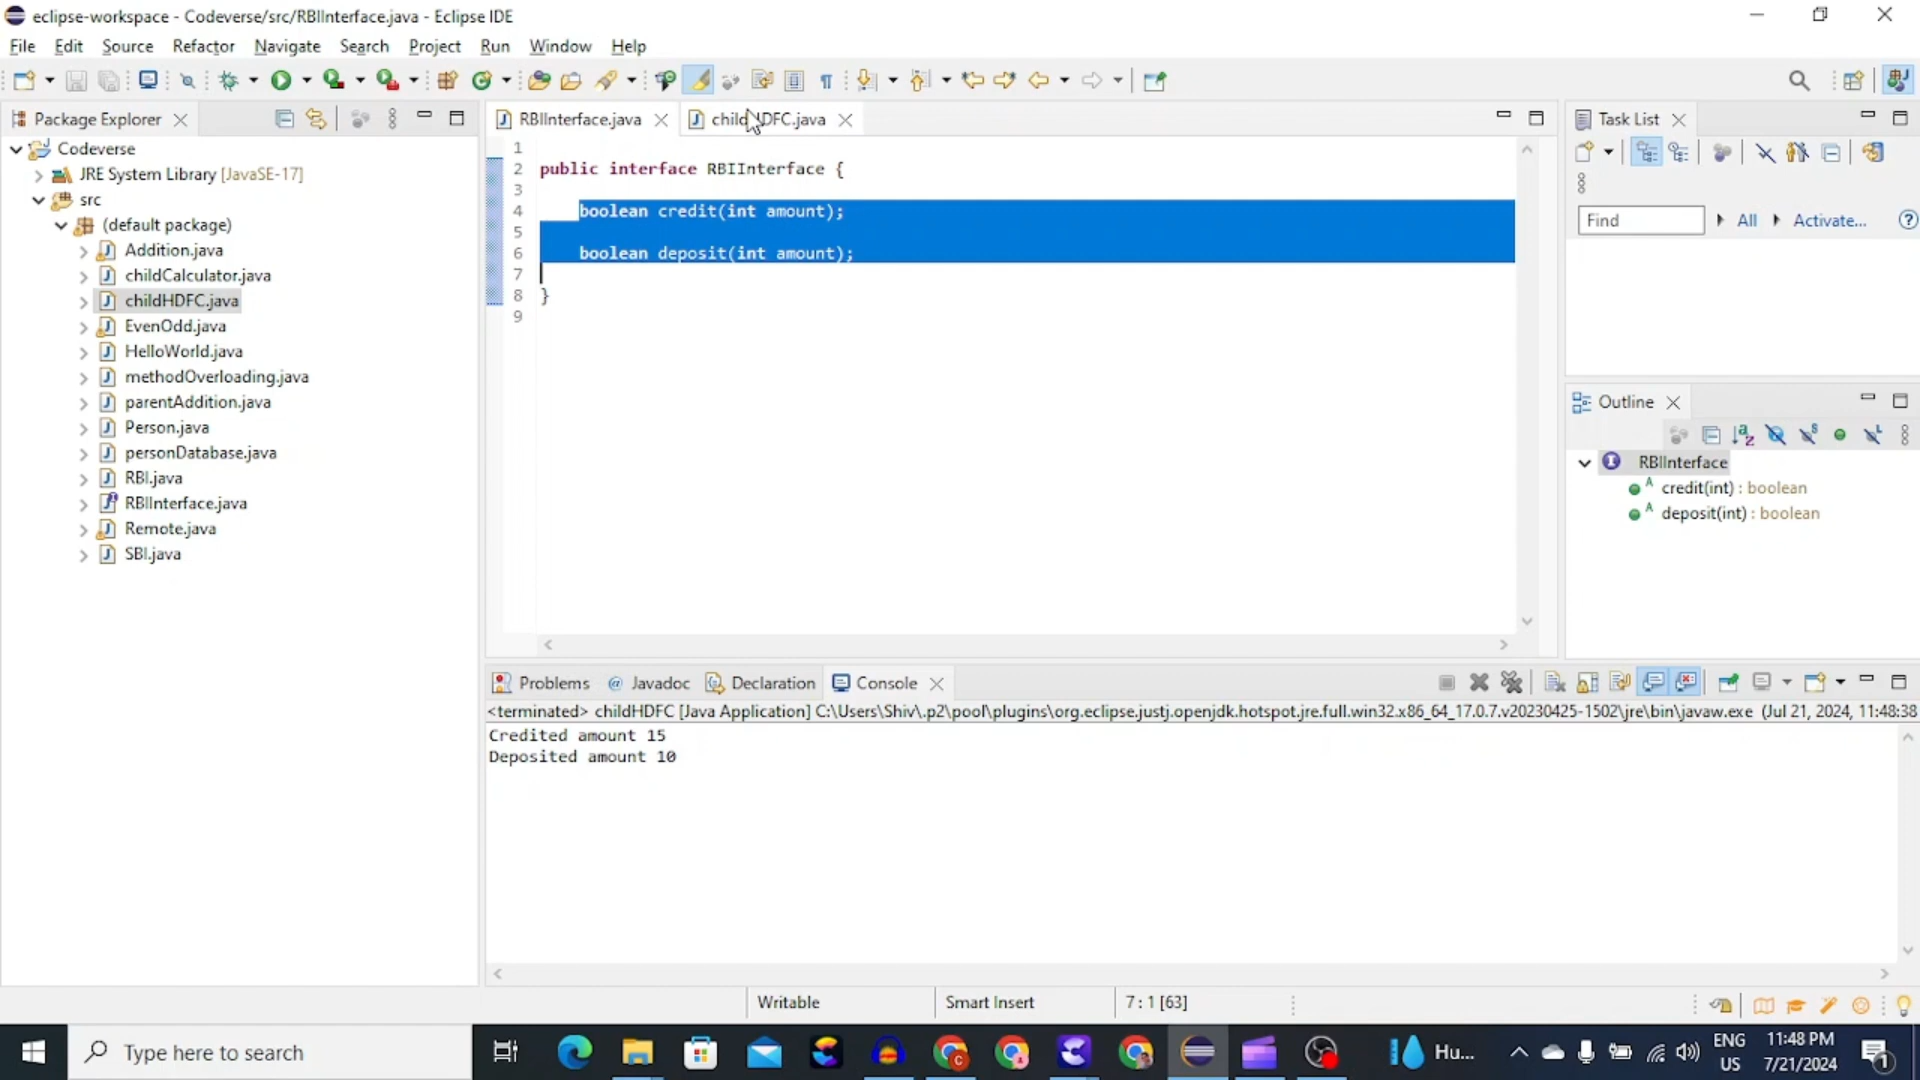 eclipse-workspace - Codeverse/src/RBIInterface.java - Eclipse IDE
File Edit Source Refactor Navigate Search Project Run Window Help
Package Explorer
Codeverse
JRE System Library [JavaSE-17]
src
(default package)
Addition.java
childCalculator.java
childHDFC.java
EvenOdd.java
HelloWorld.java
methodOverloading.java
parentAddition.java
Person.java
personDatabase.java
RBI.java
RBIInterface.java
Remote.java
SBI.java
RBIInterface.java childHDFC.java
1
2 public interface RBIInterface {
3
4 boolean credit(int amount);
5
6 boolean deposit(int amount);
7
8 }
9
Task List
Find All Activate...
Outline
RBIInterface
credit(int) : boolean
deposit(int) : boolean
Problems Javadoc Declaration Console
<terminated> childHDFC [Java Application] C:\Users\Shiv\.p2\pool\plugins\org.eclipse.justj.openjdk.hotspot.jre.full.win32.x86_64_17.0.7.v20230425-1502\jre\bin\javaw.exe (Jul 21, 2024, 11:48:38
Credited amount 15
Deposited amount 10
Writable Smart Insert 7 : 1 [63]
Type here to search
Hu...
ENG
US
11:48 PM
7/21/2024
1